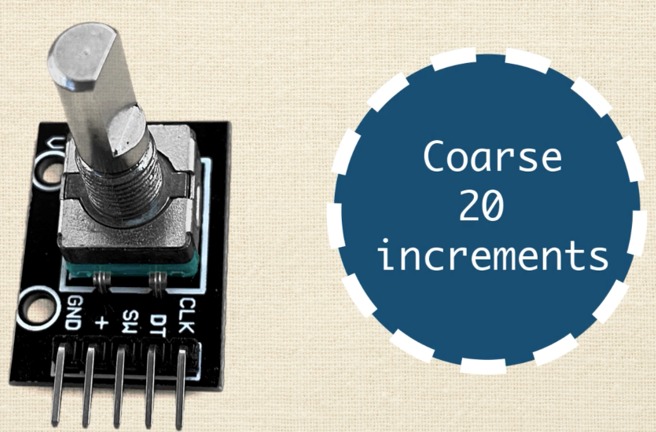 GND
+
SW
DT
CLK
Coarse
20
increments